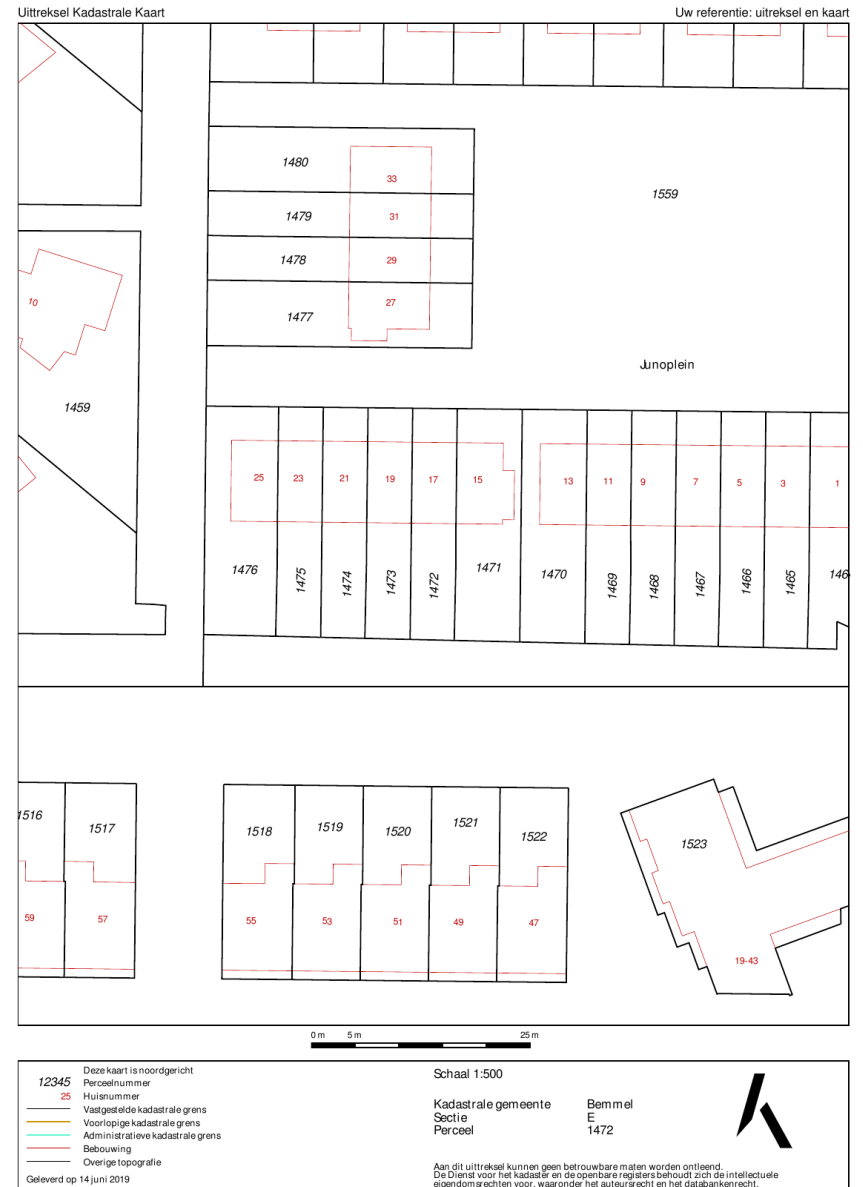 Uittreksel Kadastrale Kaart
Uw referentie: uitreksel en kaart
1480
33
1559
1479
31
1478
29
10
1477
27
Junoplein
1459
25
23
21
19
17
15
13
11
9
7
5
3
1
1476
1475
1474
1473
1472
1471
1470
1469
1468
1467
1466
1465
146
1516
1517
1518
1519
1520
1521
1522
1523
59
57
55
53
51
49
47
19-43
0 m 5 m 25 m
Deze kaart is noordgericht
12345 Perceelnummer
25 Huisnummer
Vastgestelde kadastrale grens
Voorlopige kadastrale grens
Administratieve kadastrale grens
Bebouwing
Overige topografie
Geleverd op 14 juni 2019
Schaal 1:500
Kadastrale gemeente Bemmel
Sectie E
Perceel 1472
Aan dit uittreksel kunnen geen betrouwbare maten worden ontleend.
De Dienst voor het kadaster en de openbare registers behoudt zich de intellectuele
eigendomsrechten voor, waaronder het auteursrecht en het databankenrecht.